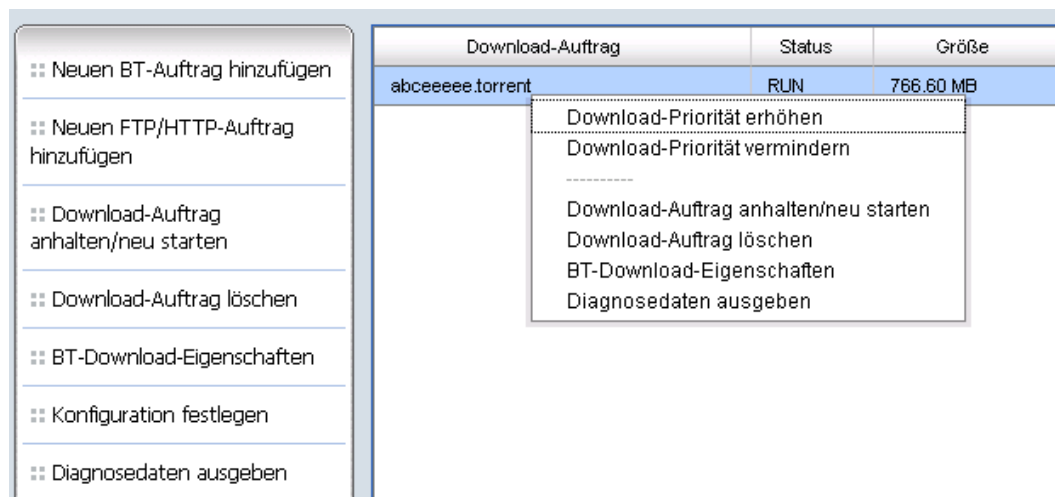 Neuen BT-Auftrag hinzufügen
Neuen FTP/HTTP-Auftrag
hinzufügen
Download-Auftrag
anhalten/neu starten
Download-Auftrag löschen
BT-Download-Eigenschaften
Konfiguration festlegen
Diagnosedaten ausgeben
Download-Auftrag Status Größe
abceeeee.torrent RUN 766.60 MB
Download-Priorität erhöhen
Download-Priorität vermindern
----------
Download-Auftrag anhalten/neu starten
Download-Auftrag löschen
BT-Download-Eigenschaften
Diagnosedaten ausgeben